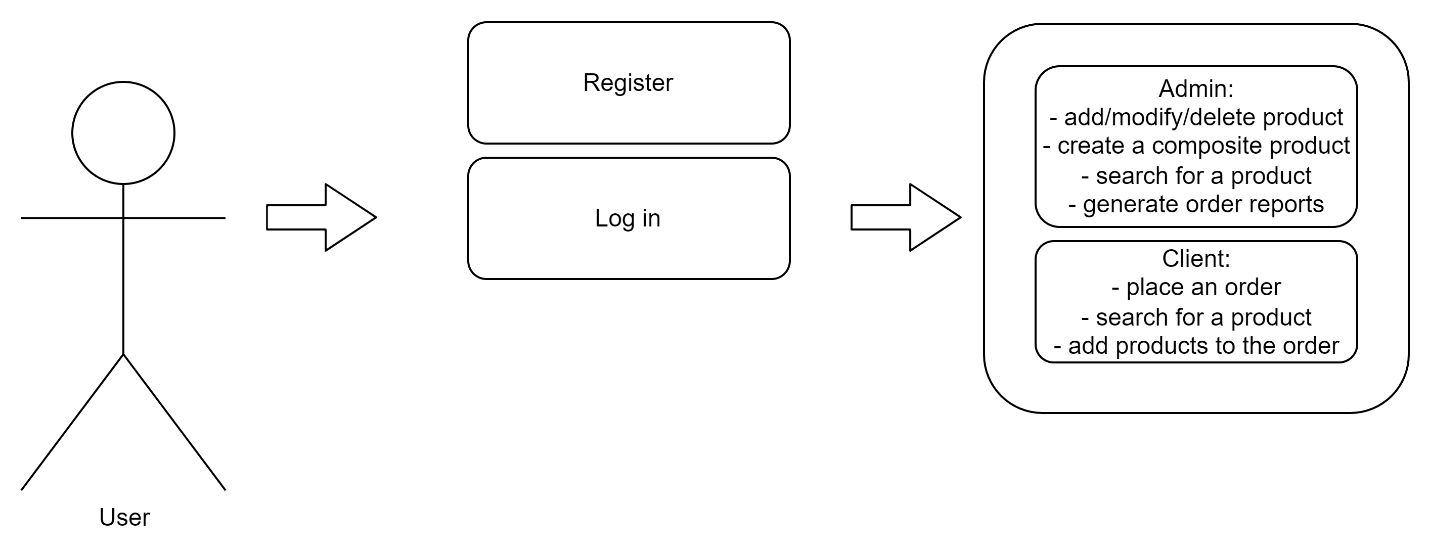 Register
Log in
Admin:
- add/modify/delete product
- create a composite product
- search for a product
- generate order reports
Client:
- place an order
- search for a product
- add products to the order
User